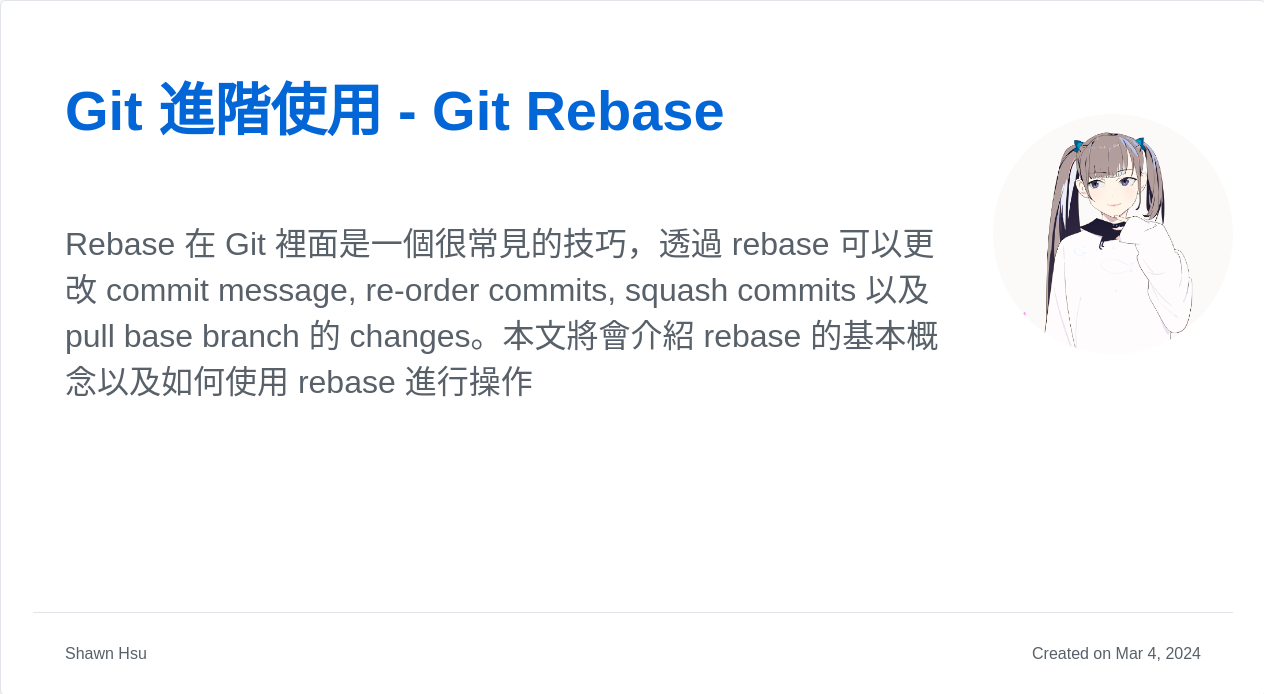 Git 進階使用 - Git Rebase
Rebase 在 Git 裡面是一個很常見的技巧，透過 rebase 可以更
改 commit message, re-order commits, squash commits 以及
pull base branch 的 changes。本文將會介紹 rebase 的基本概
念以及如何使用 rebase 進行操作
Shawn Hsu
Created on Mar 4, 2024